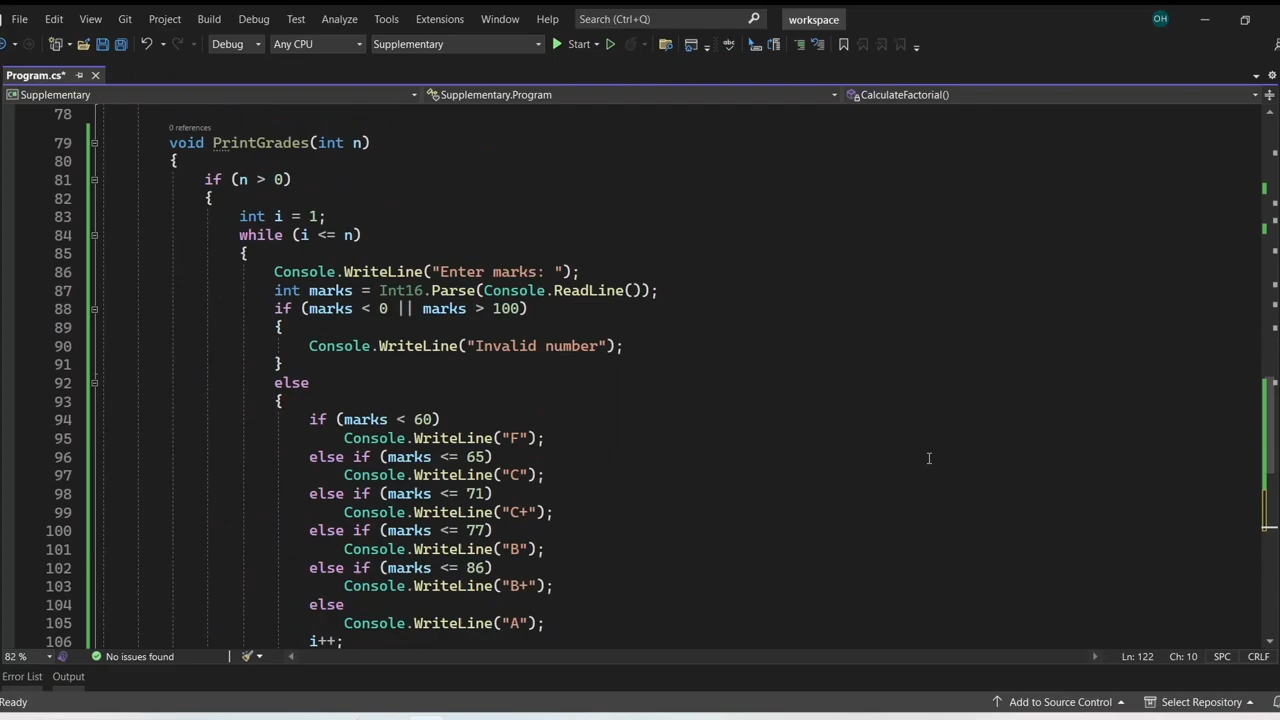 File Edit View Git Project Build Debug Test Analyze Tools Extensions Window Help Search (Ctrl+Q) workspace OH
Debug Any CPU Supplementary Start
Program.cs*
Supplementary Supplementary.Program CalculateFactorial()
78
0 references
79 void PrintGrades(int n)
80 {
81 if (n > 0)
82 {
83 int i = 1;
84 while (i <= n)
85 {
86 Console.WriteLine("Enter marks: ");
87 int marks = Int16.Parse(Console.ReadLine());
88 if (marks < 0 || marks > 100)
89 {
90 Console.WriteLine("Invalid number");
91 }
92 else
93 {
94 if (marks < 60)
95 Console.WriteLine("F");
96 else if (marks <= 65)
97 Console.WriteLine("C");
98 else if (marks <= 71)
99 Console.WriteLine("C+");
100 else if (marks <= 77)
101 Console.WriteLine("B");
102 else if (marks <= 86)
103 Console.WriteLine("B+");
104 else
105 Console.WriteLine("A");
106 i++;
82 % No issues found Ln: 122 Ch: 10 SPC CRLF
Error List Output
Ready Add to Source Control Select Repository